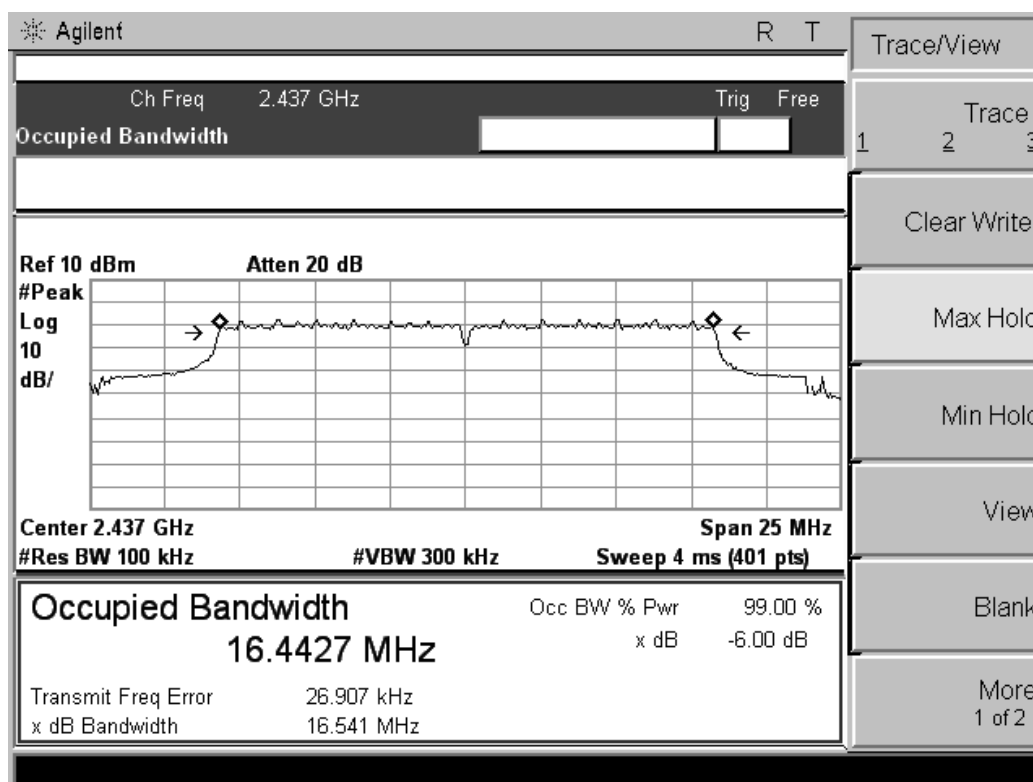 Agilent R T
Ch Freq 2.437 GHz Trig Free
Occupied Bandwidth
Ref 10 dBm Atten 20 dB
#Peak
Log
10
dB/
Center 2.437 GHz Span 25 MHz
#Res BW 100 kHz #VBW 300 kHz Sweep 4 ms (401 pts)
Occupied Bandwidth
16.4427 MHz
Occ BW % Pwr 99.00 %
x dB -6.00 dB
Transmit Freq Error 26.907 kHz
x dB Bandwidth 16.541 MHz
Trace/View
Trace
1 2 3
Clear Write
Max Hold
Min Hold
View
Blank
More
1 of 2